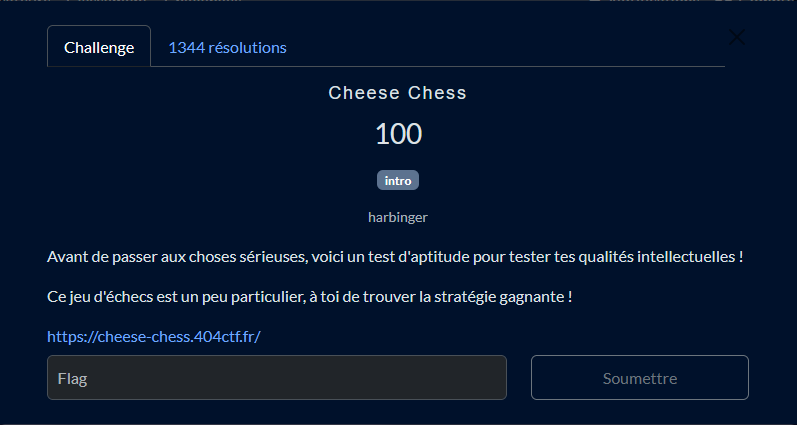 Challenge
1344 résolutions
Cheese Chess
100
intro
harbinger
Avant de passer aux choses sérieuses, voici un test d'aptitude pour tester tes qualités intellectuelles !
Ce jeu d'échecs est un peu particulier, à toi de trouver la stratégie gagnante !
https://cheese-chess.404ctf.fr/
Flag
Soumettre